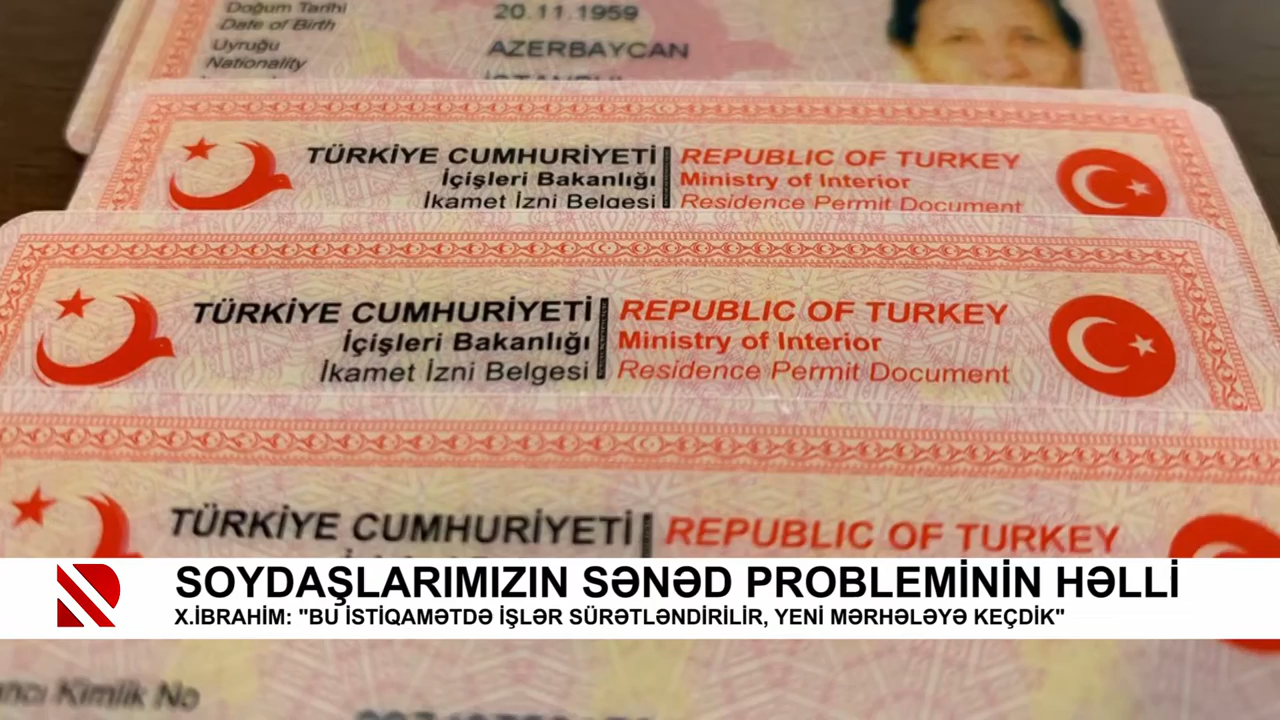 Doğum Tarihi
Date of Birth
20.11.1959
Uyruğu
Nationality
AZERBAYCAN
İSTANBUL
TÜRKİYE CUMHURİYETİ
İçişleri Bakanlığı
İkamet İzni Belgesi
REPUBLIC OF TURKEY
Ministry of Interior
Residence Permit Document
TÜRKİYE CUMHURİYETİ
İçişleri Bakanlığı
İkamet İzni Belgesi
REPUBLIC OF TURKEY
Ministry of Interior
Residence Permit Document
TÜRKİYE CUMHURİYETİ
REPUBLIC OF TURKEY
SOYDAŞLARIMIZIN SƏNƏD PROBLEMİNİN HƏLLİ
X.İBRAHİM: "BU İSTİQAMƏTDƏ İŞLƏR SÜRƏTLƏNDİRİLİR, YENİ MƏRHƏLƏYƏ KEÇDİK"
Kimlik No